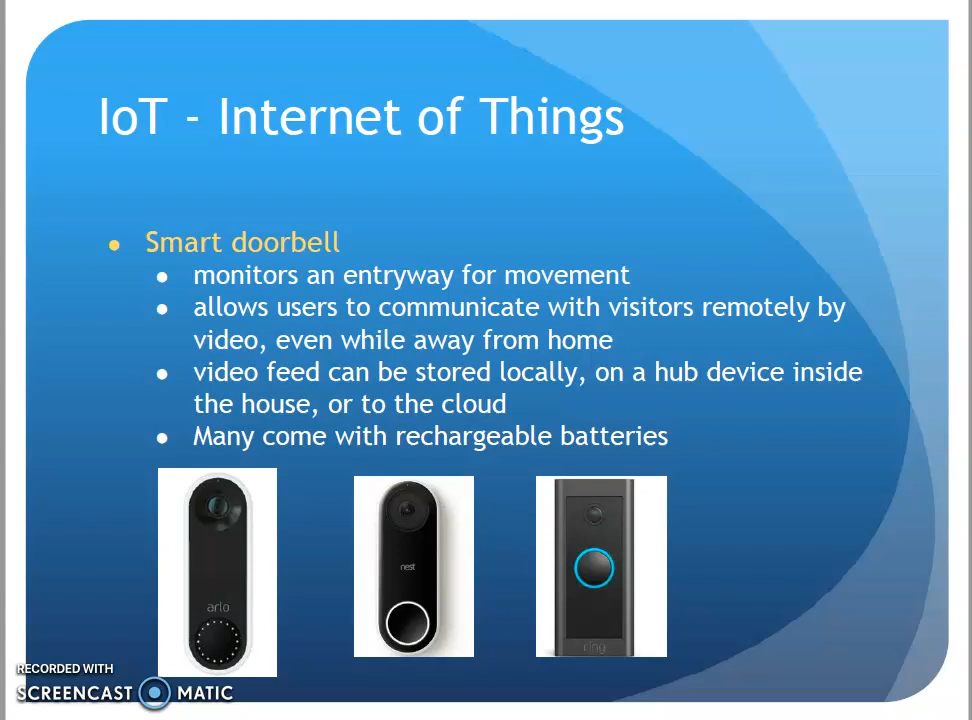 IoT - Internet of Things
● Smart doorbell
● monitors an entryway for movement
● allows users to communicate with visitors remotely by
video, even while away from home
● video feed can be stored locally, on a hub device inside
the house, or to the cloud
● Many come with rechargeable batteries
arlo
nest
ring
RECORDED WITH
SCREENCAST MATIC